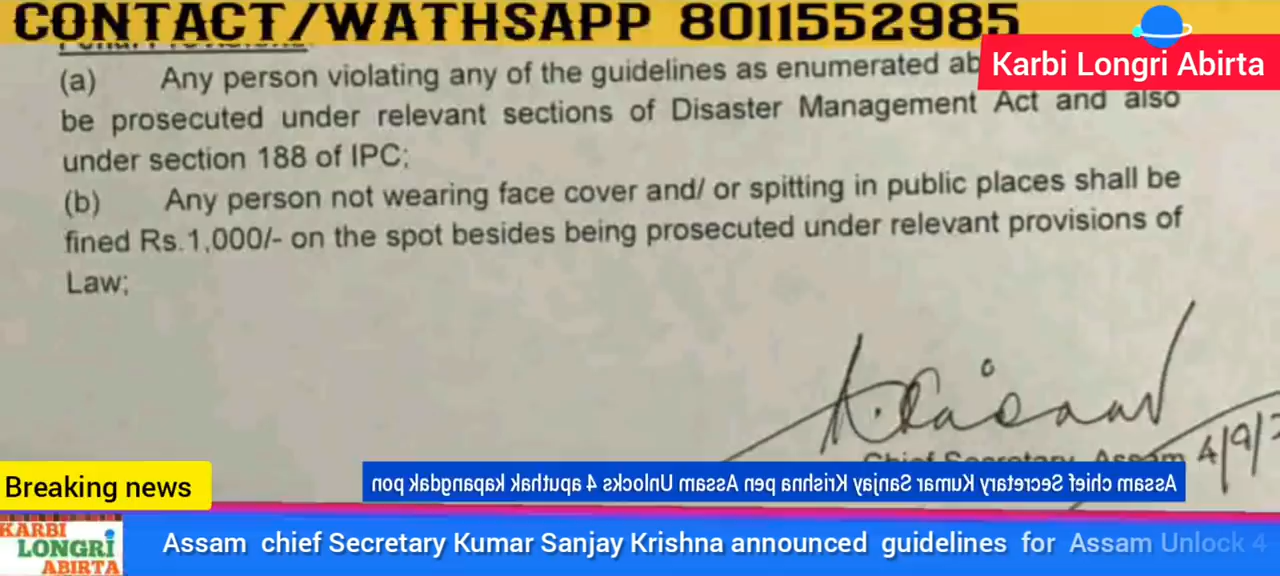 CONTACT/WATHSAPP 8011552985
Karbi Longri Abirta
(a) Any person violating any of the guidelines as enumerated
be prosecuted under relevant sections of Disaster Management Act and also
under section 188 of IPC;
(b) Any person not wearing face cover and/ or spitting in public places shall be
fined Rs.1,000/- on the spot besides being prosecuted under relevant provisions of
Law;
Chief Secretary, Assam
4/9/2
Breaking news
Assam chief Secretary Kumar Sanjay Krishna pen Assam Unlocks 4 aputhak kapangdak pon
KARBI
LONGRI
ABIRTA
Assam chief Secretary Kumar Sanjay Krishna announced guidelines for Assam Unlock 4